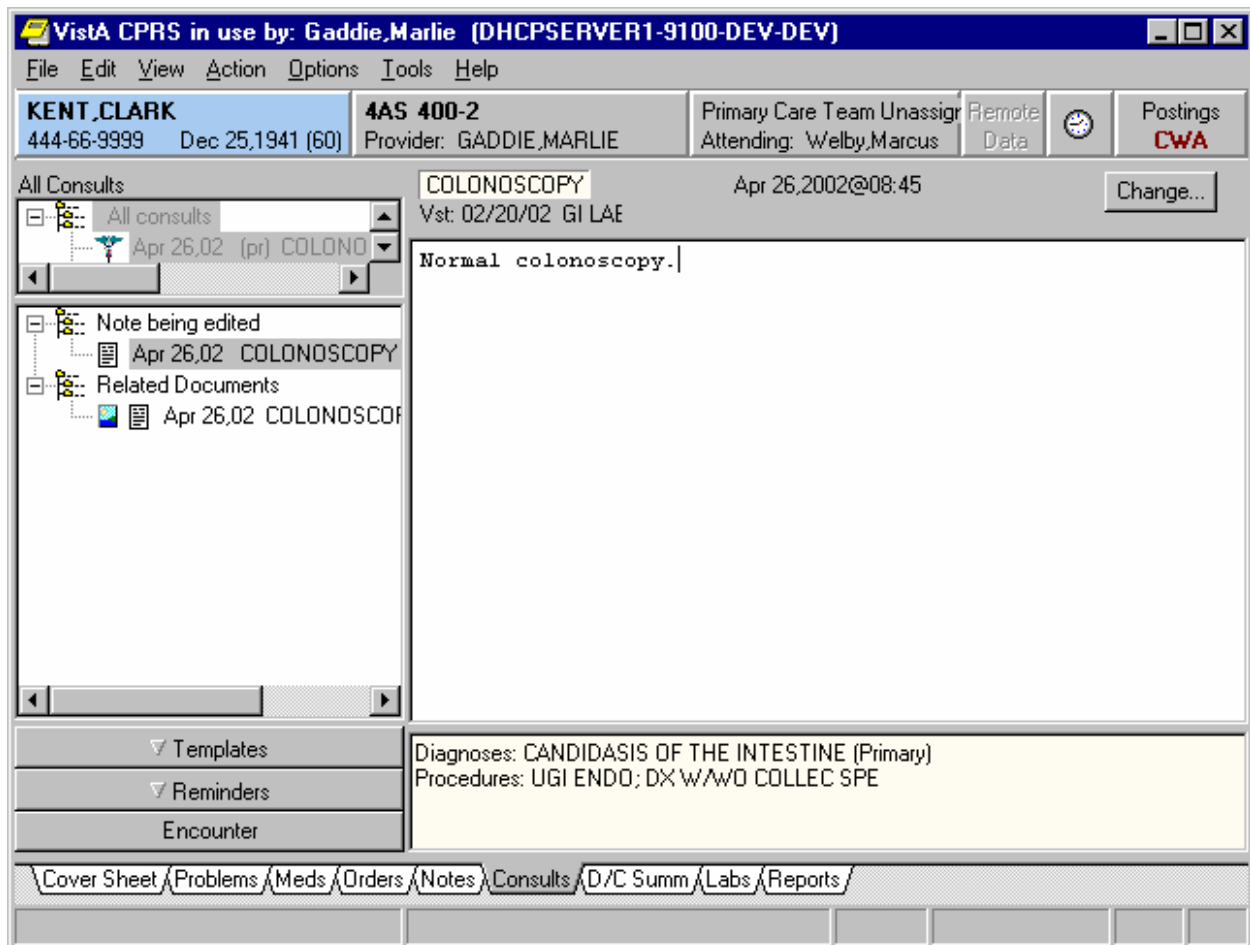 VistA CPRS in use by: Gaddie,Marlie (DHCPSERVER1-9100-DEV-DEV)
File Edit View Action Options Tools Help
KENT,CLARK
444-66-9999 Dec 25,1941 (60)
4AS 400-2
Provider: GADDIE,MARLIE
Primary Care Team Unassigr
Attending: Welby,Marcus
Remote
Data
Postings
CWA
All Consults
All consults
Apr 26,02 (pr) COLONO
COLONOSCOPY Apr 26,2002@08:45
Vst: 02/20/02 GI LAE
Change...
Normal colonoscopy.
Note being edited
Apr 26,02 COLONOSCOPY
Related Documents
Apr 26,02 COLONOSCOF
Templates
Reminders
Encounter
Diagnoses: CANDIDASIS OF THE INTESTINE (Primary)
Procedures: UGI ENDO; DX W/WO COLLEC SPE
Cover Sheet Problems Meds Orders Notes Consults D/C Summ Labs Reports